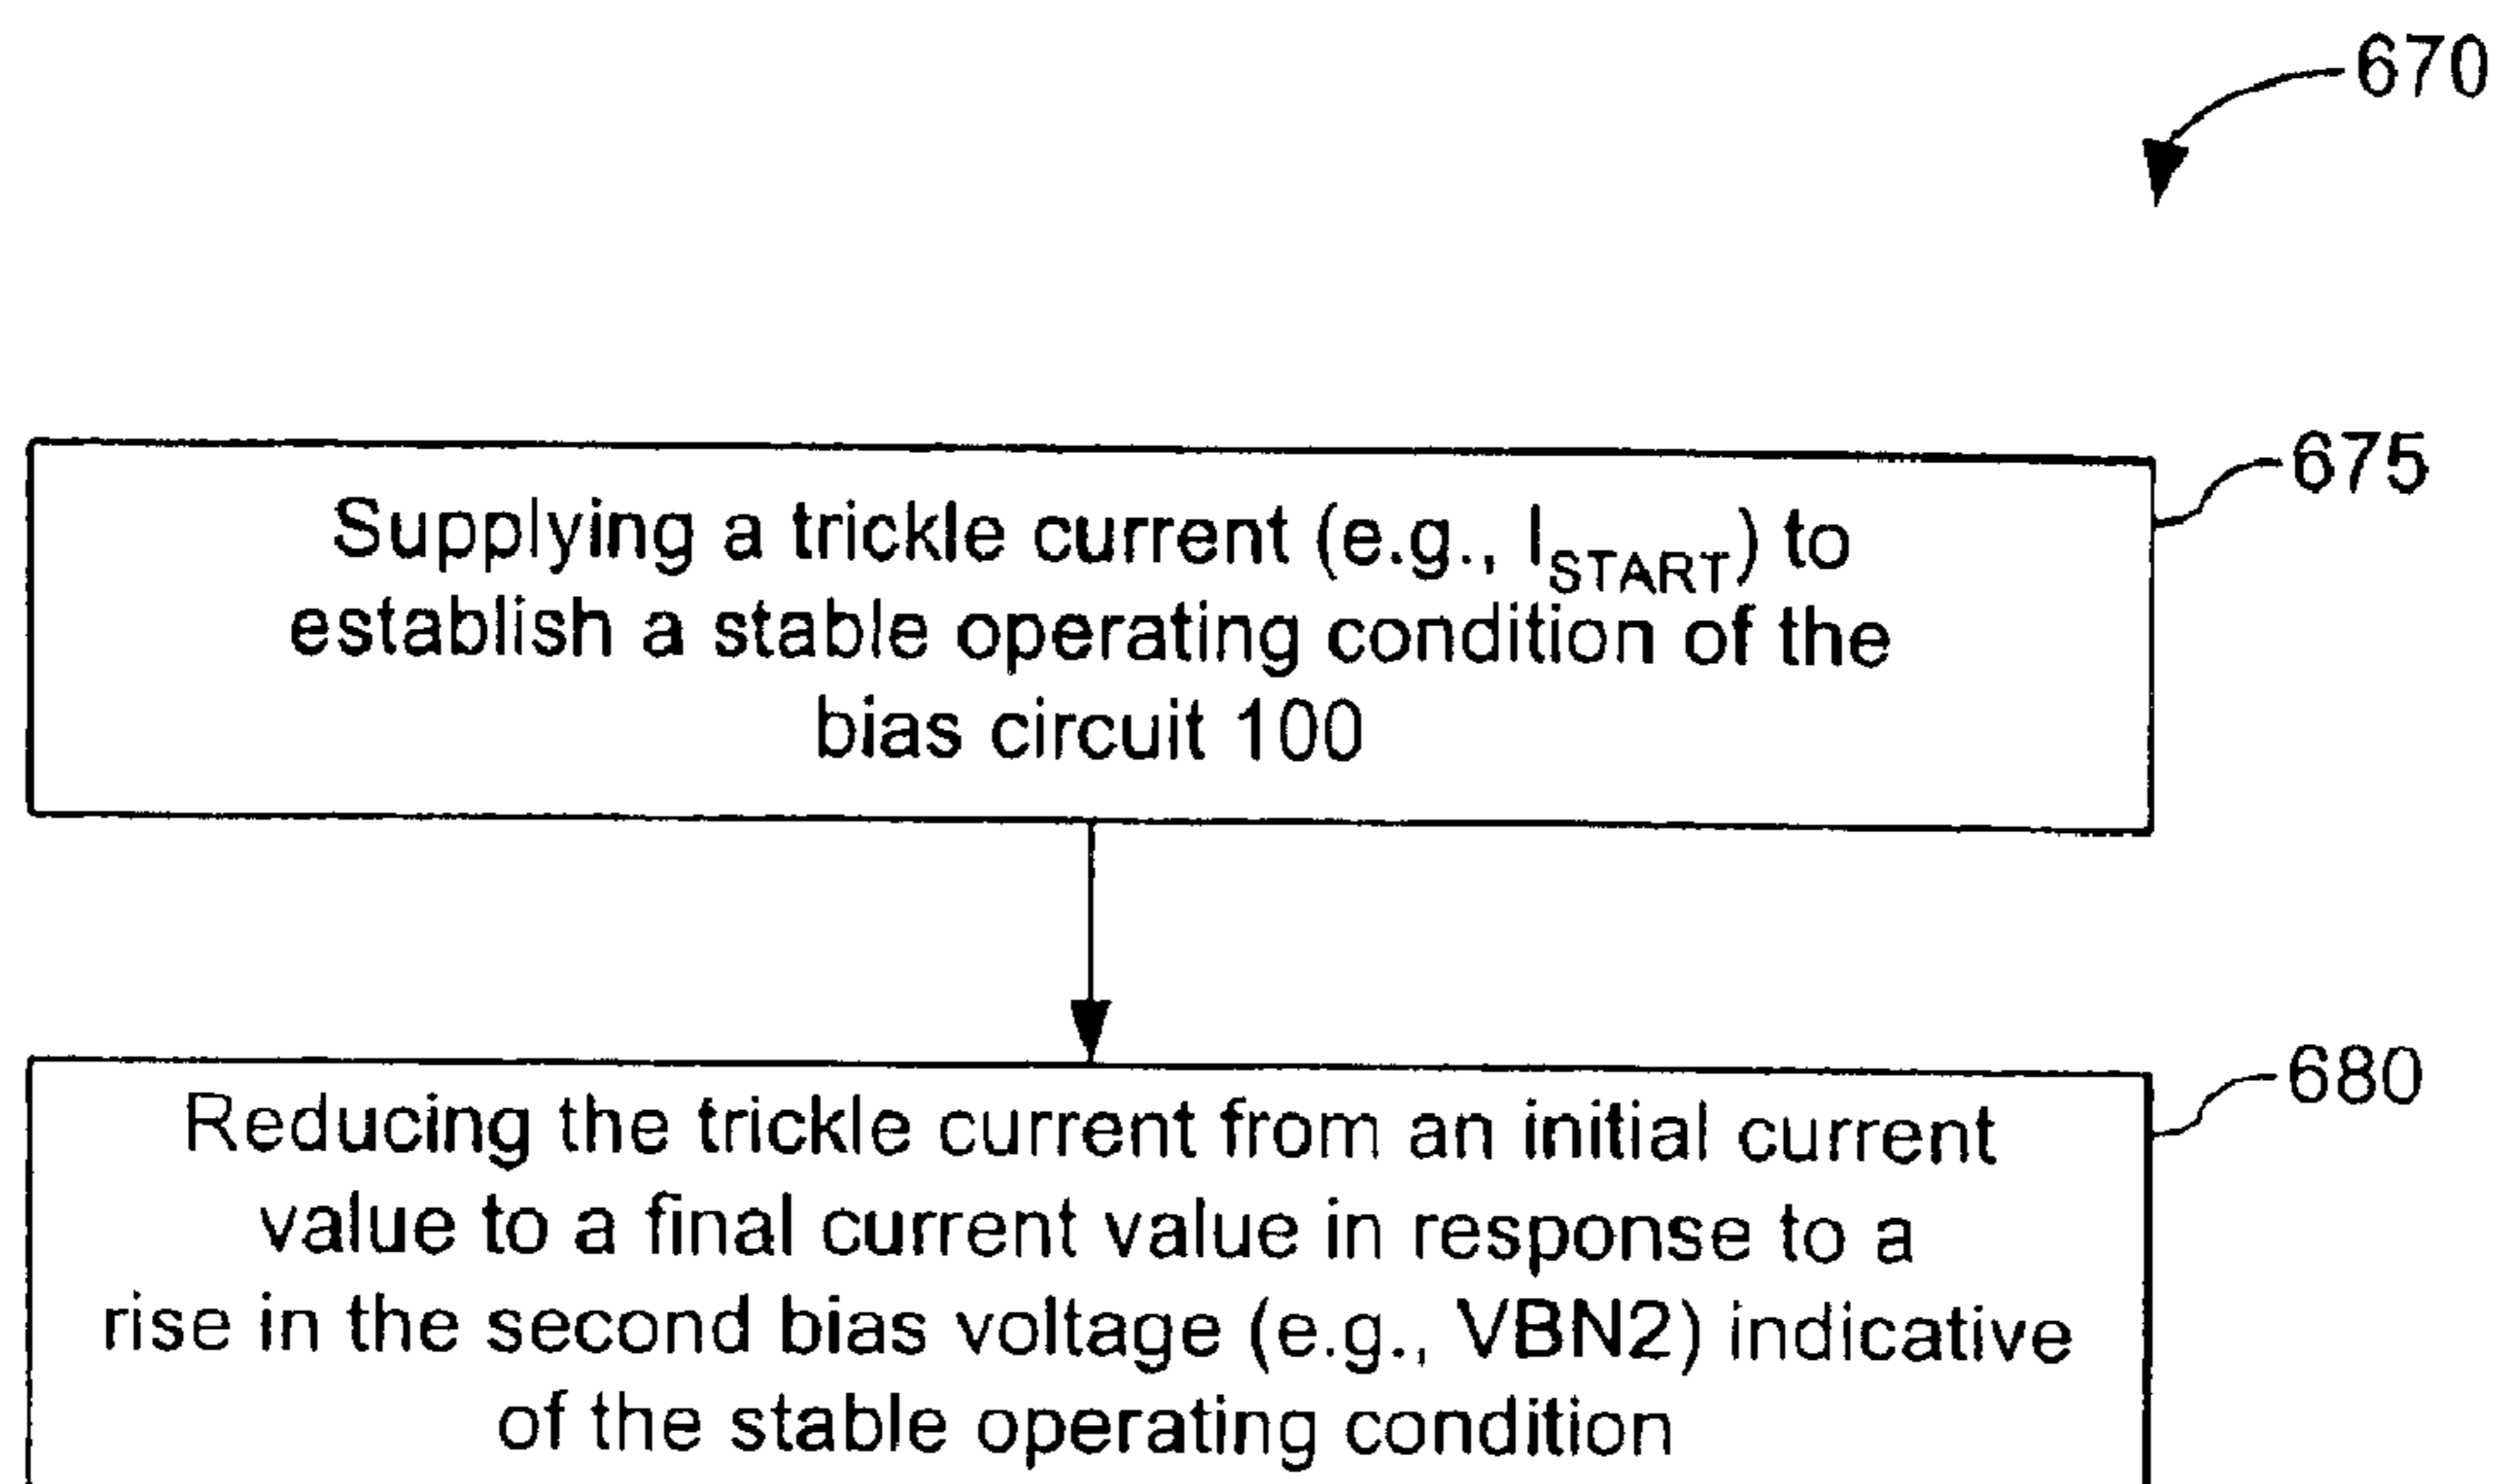 670
675
Supplying a trickle current (e.g., I_START) to
establish a stable operating condition of the
bias circuit 100
680
Reducing the trickle current from an initial current
value to a final current value in response to a
rise in the second bias voltage (e.g., VBN2) indicative
of the stable operating condition